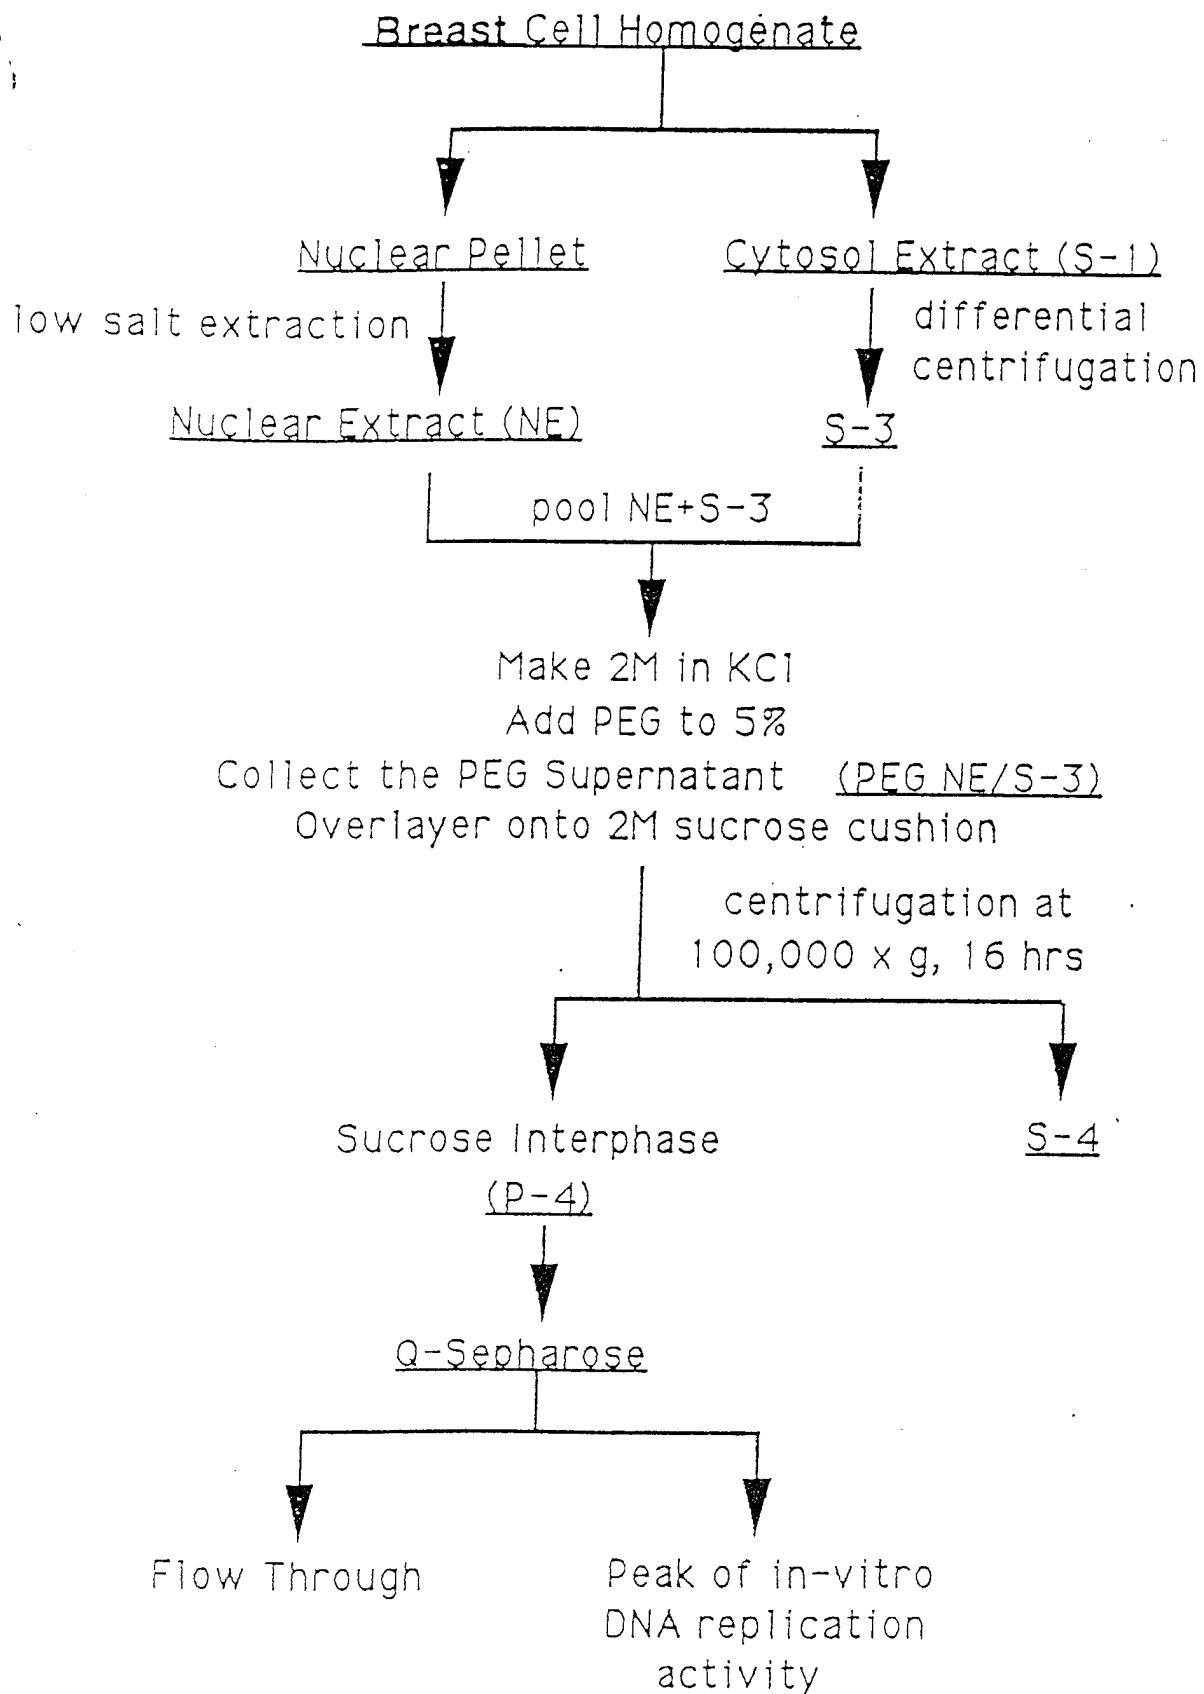 Breast Cell Homogenate
Nuclear Pellet
Cytosol Extract (S-1)
low salt extraction
differential
centrifugation
Nuclear Extract (NE)
S-3
pool NE+S-3
Make 2M in KCl
Add PEG to 5%
Collect the PEG Supernatant (PEG NE/S-3)
Overlayer onto 2M sucrose cushion
centrifugation at
100,000 x g, 16 hrs
Sucrose Interphase
(P-4)
S-4
Q-Sepharose
Flow Through
Peak of in-vitro
DNA replication
activity